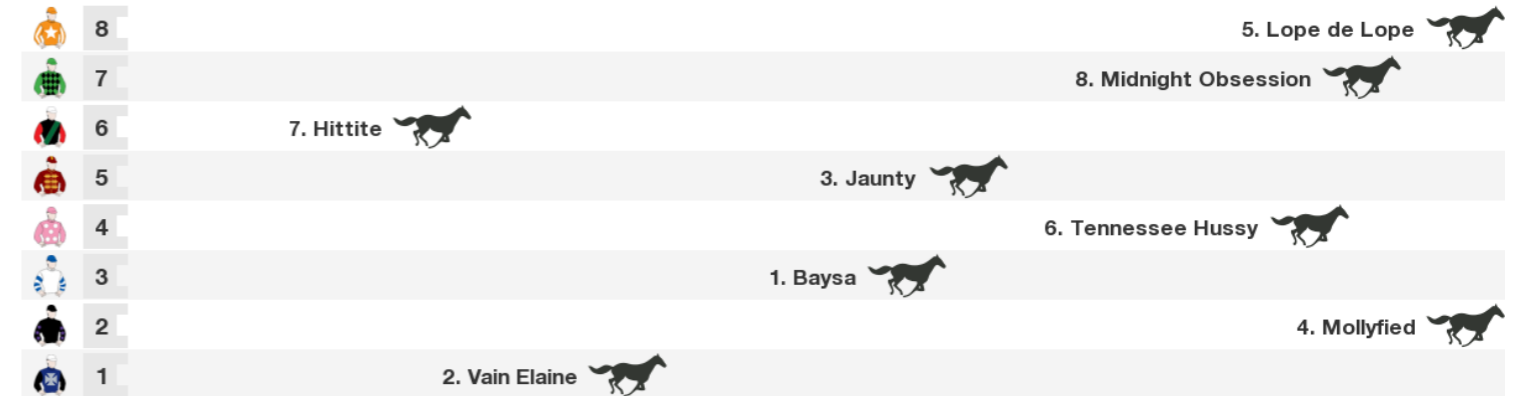 8 5. Lope de Lope
7 8. Midnight Obsession
6 7. Hittite
5 3. Jaunty
4 6. Tennessee Hussy
3 1. Baysa
2 4. Mollyfied
1 2. Vain Elaine